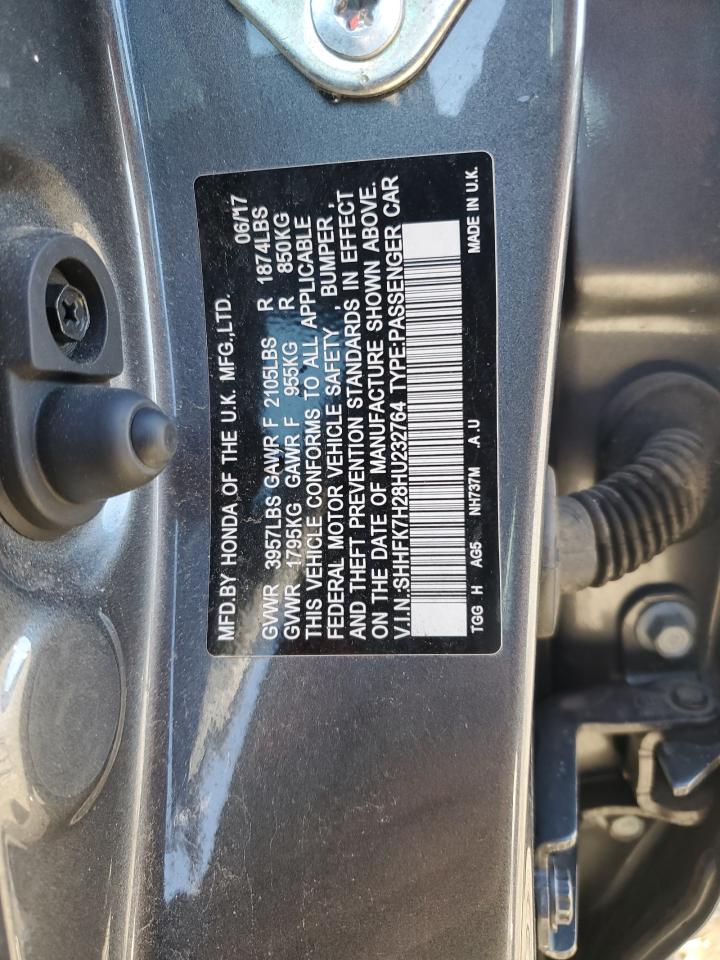 MFD.BY HONDA OF THE U.K. MFG.,LTD. 06/17
GVWR 3957LBS GAWR F 2105LBS R 1874LBS
GVWR 1795KG GAWR F 955KG R 850KG
THIS VEHICLE CONFORMS TO ALL APPLICABLE
FEDERAL MOTOR VEHICLE SAFETY, BUMPER,
AND THEFT PREVENTION STANDARDS IN EFFECT
ON THE DATE OF MANUFACTURE SHOWN ABOVE.
V.I.N.:SHHFK7H28HU232764 TYPE:PASSENGER CAR
TGG H AG5 NH737M .A.U MADE IN U.K.